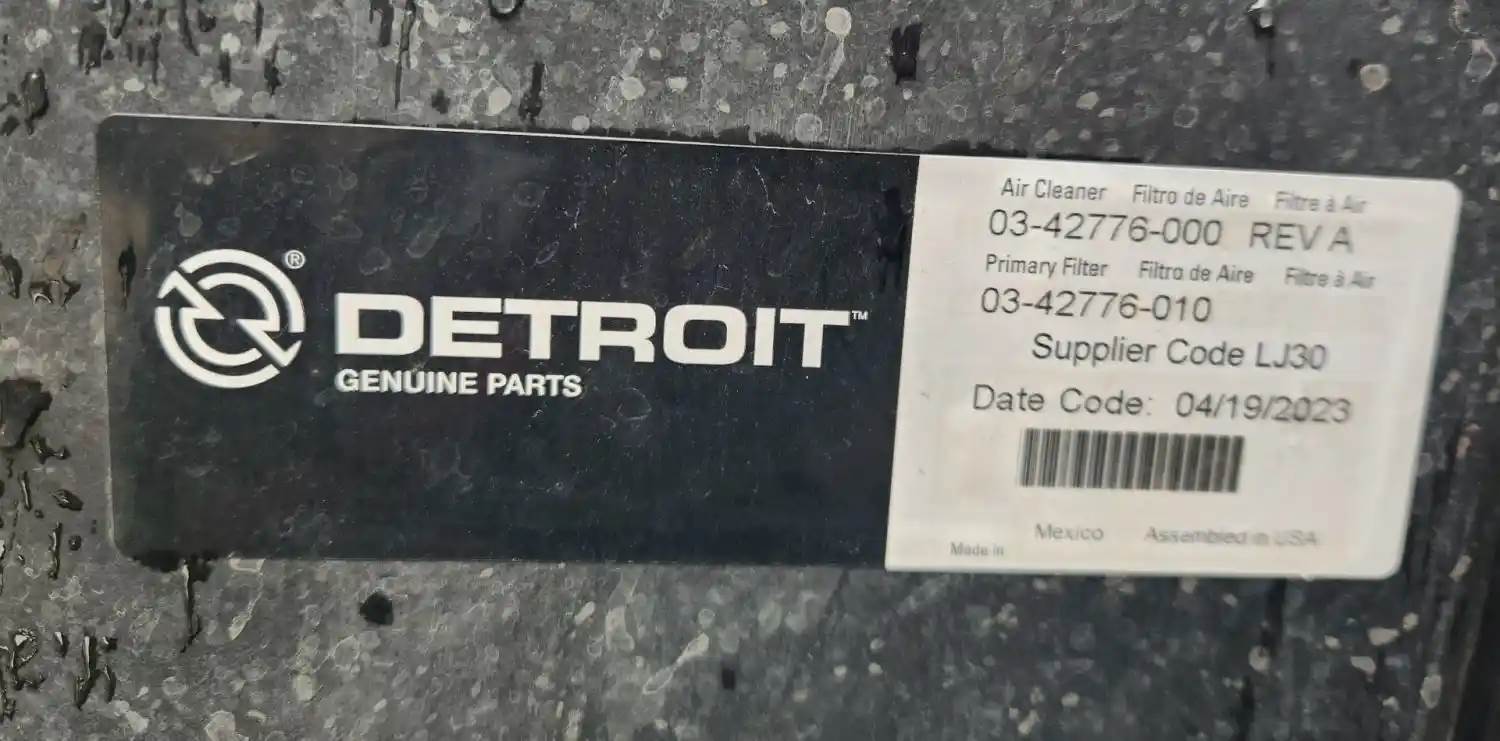 DETROIT™
GENUINE PARTS
®
Air Cleaner Filtro de Aire Filtre à Air
03-42776-000 REV A
Primary Filter Filtro de Aire Filtre à Air
03-42776-010
Supplier Code LJ30
Date Code: 04/19/2023
Made in Mexico Assembled in USA